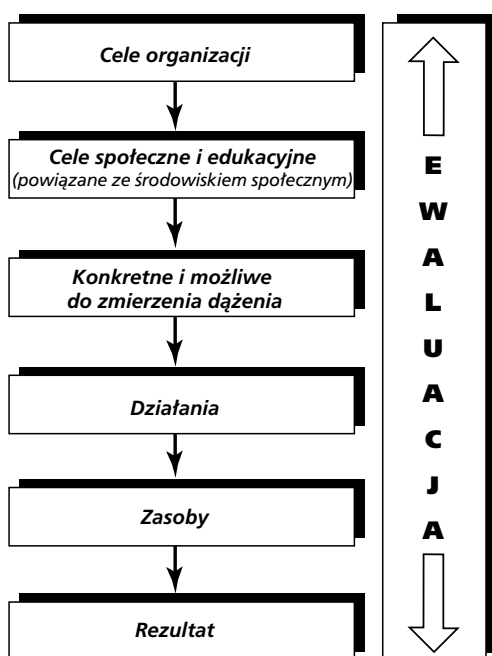 Cele organizacji
Cele społeczne i edukacyjne
(powiązane ze środowiskiem społecznym)
Konkretne i możliwe
do zmierzenia dążenia
Działania
Zasoby
Rezultat
E
W
A
L
U
A
C
J
A